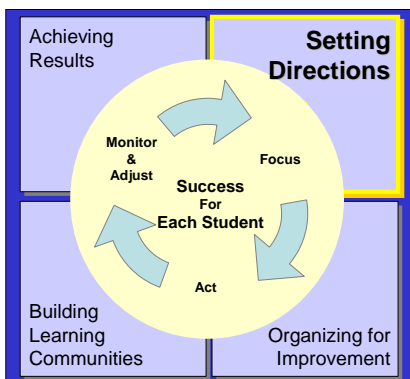 Achieving
Results
Setting
Directions
Monitor
&
Adjust
Focus
Success
For
Each Student
Act
Building
Learning
Communities
Organizing for
Improvement